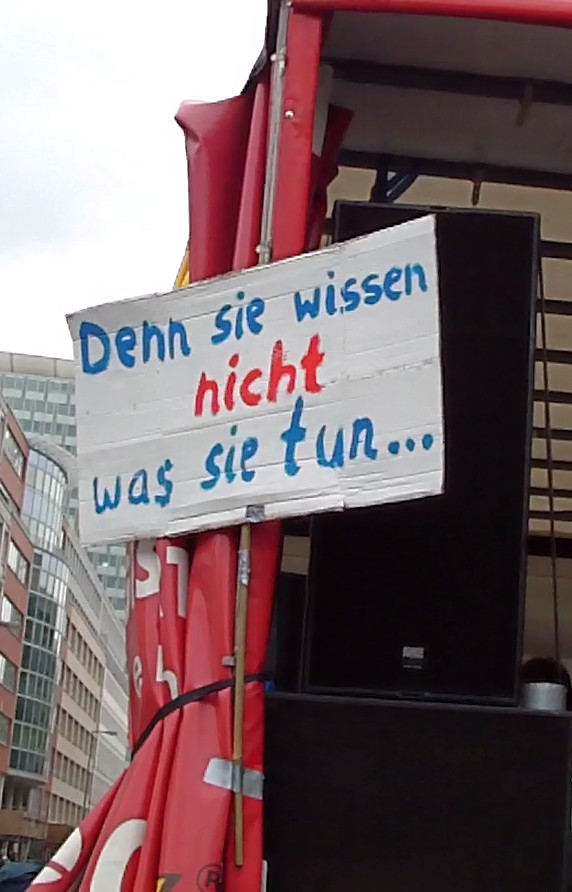 Denn sie wissen
nicht
was sie tun...